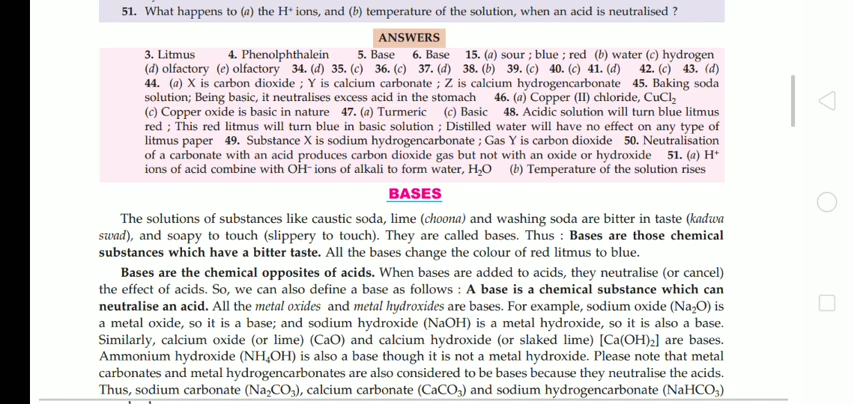 51. What happens to (a) the H⁺ ions, and (b) temperature of the solution, when an acid is neutralised ?
ANSWERS
3. Litmus 4. Phenolphthalein 5. Base 6. Base 15. (a) sour ; blue ; red (b) water (c) hydrogen
(d) olfactory (e) olfactory 34. (d) 35. (c) 36. (c) 37. (d) 38. (b) 39. (c) 40. (c) 41. (d) 42. (c) 43. (d)
44. (a) X is carbon dioxide ; Y is calcium carbonate ; Z is calcium hydrogencarbonate 45. Baking soda
solution; Being basic, it neutralises excess acid in the stomach 46. (a) Copper (II) chloride, CuCl₂
(c) Copper oxide is basic in nature 47. (a) Turmeric (c) Basic 48. Acidic solution will turn blue litmus
red ; This red litmus will turn blue in basic solution ; Distilled water will have no effect on any type of
litmus paper 49. Substance X is sodium hydrogencarbonate ; Gas Y is carbon dioxide 50. Neutralisation
of a carbonate with an acid produces carbon dioxide gas but not with an oxide or hydroxide 51. (a) H⁺
ions of acid combine with OH⁻ ions of alkali to form water, H₂O (b) Temperature of the solution rises
BASES
The solutions of substances like caustic soda, lime (choona) and washing soda are bitter in taste (kadwa
swad), and soapy to touch (slippery to touch). They are called bases. Thus : Bases are those chemical
substances which have a bitter taste. All the bases change the colour of red litmus to blue.
Bases are the chemical opposites of acids. When bases are added to acids, they neutralise (or cancel)
the effect of acids. So, we can also define a base as follows : A base is a chemical substance which can
neutralise an acid. All the metal oxides and metal hydroxides are bases. For example, sodium oxide (Na₂O) is
a metal oxide, so it is a base; and sodium hydroxide (NaOH) is a metal hydroxide, so it is also a base.
Similarly, calcium oxide (or lime) (CaO) and calcium hydroxide (or slaked lime) [Ca(OH)₂] are bases.
Ammonium hydroxide (NH₄OH) is also a base though it is not a metal hydroxide. Please note that metal
carbonates and metal hydrogencarbonates are also considered to be bases because they neutralise the acids.
Thus, sodium carbonate (Na₂CO₃), calcium carbonate (CaCO₃) and sodium hydrogencarbonate (NaHCO₃)